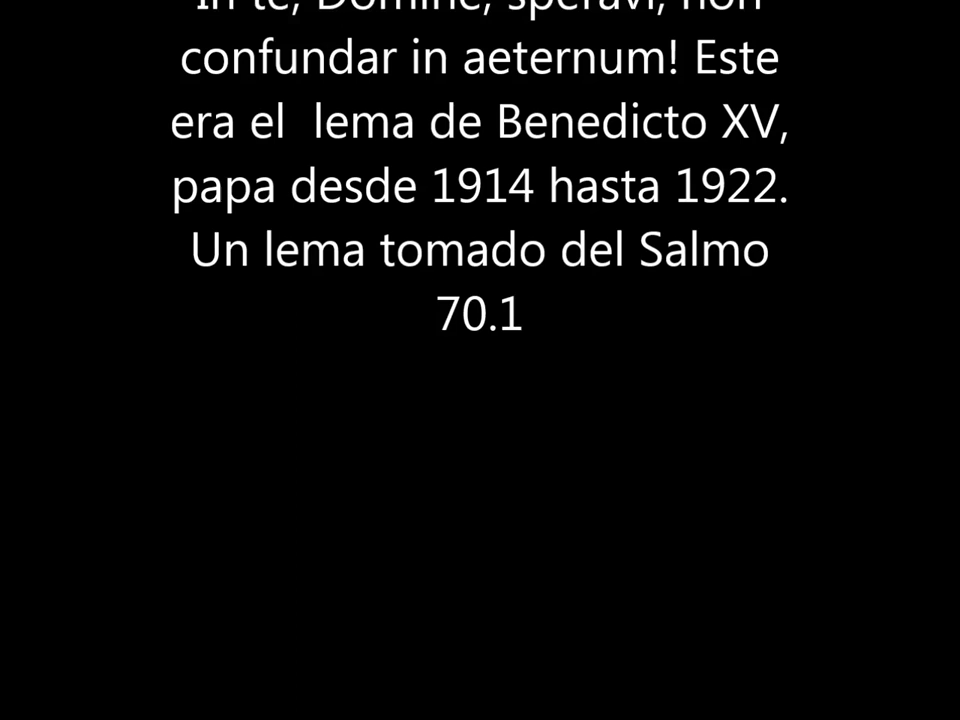 In te, Domine, speravi, non
confundar in aeternum! Este
era el  lema de Benedicto XV,
papa desde 1914 hasta 1922.
Un lema tomado del Salmo
70.1